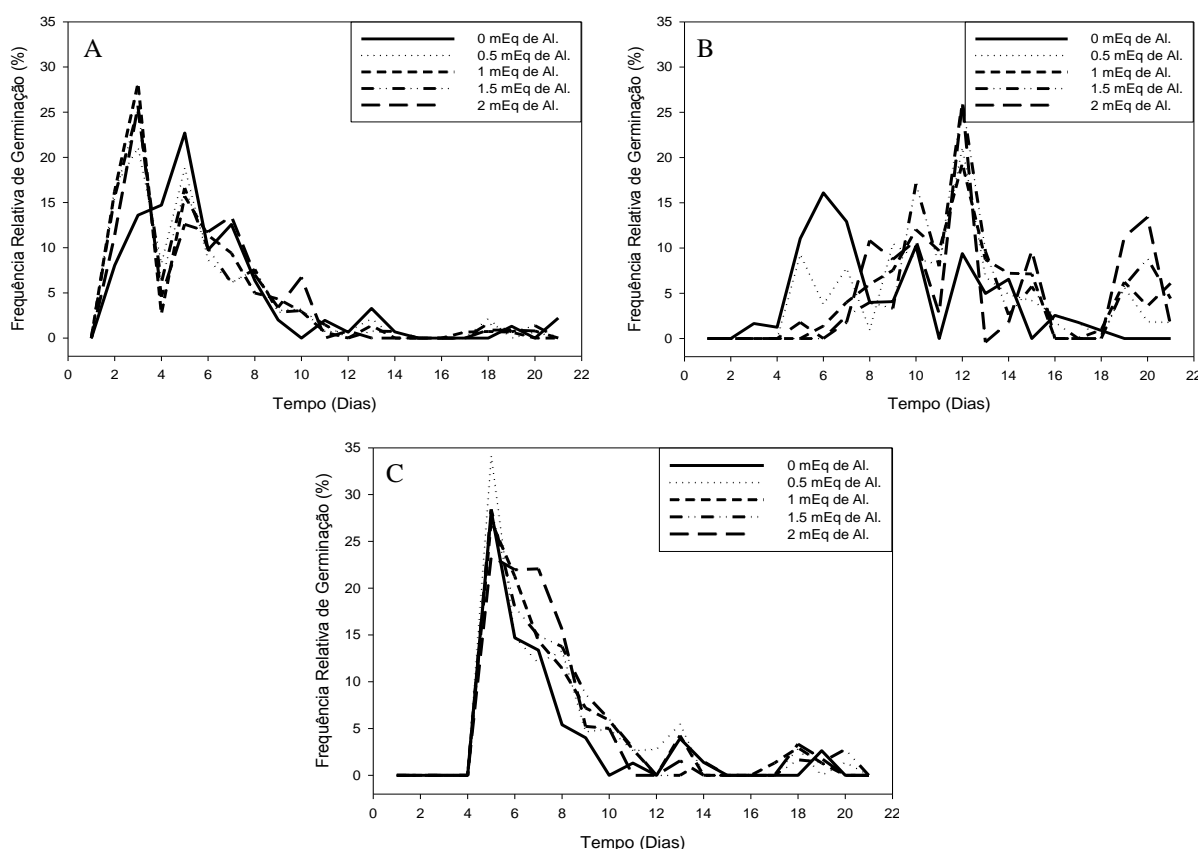 A
Frequência Relativa de Germinação (%)
35
30
25
20
15
10
5
0
0 mEq de Al.
0.5 mEq de Al.
1 mEq de Al.
1.5 mEq de Al.
2 mEq de Al.
0 2 4 6 8 10 12 14 16 18 20 22
Tempo (Dias)
B
Frequência Relativa de Germinação (%)
35
30
25
20
15
10
5
0
0 mEq de Al.
0.5 mEq de Al.
1 mEq de Al.
1.5 mEq de Al.
2 mEq de Al.
0 2 4 6 8 10 12 14 16 18 20 22
Tempo (Dias)
C
Frequência Relativa de Germinação (%)
35
30
25
20
15
10
5
0
0 mEq de Al.
0.5 mEq de Al.
1 mEq de Al.
1.5 mEq de Al.
2 mEq de Al.
0 2 4 6 8 10 12 14 16 18 20 22
Tempo (Dias)